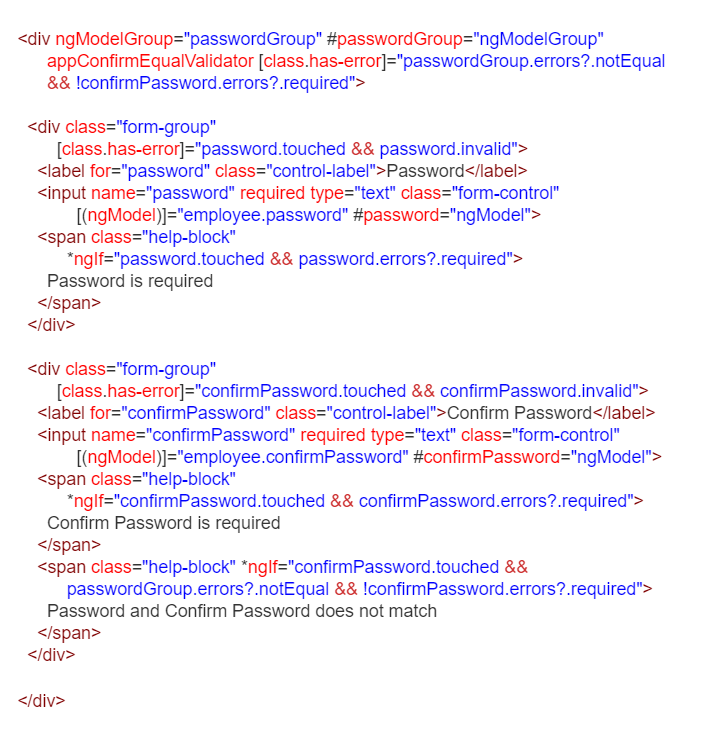 <div ngModelGroup="passwordGroup" #passwordGroup="ngModelGroup"
appConfirmEqualValidator [class.has-error]="passwordGroup.errors?.notEqual
&& !confirmPassword.errors?.required">
<div class="form-group"
[class.has-error]="password.touched && password.invalid">
<label for="password" class="control-label">Password</label>
<input name="password" required type="text" class="form-control"
[(ngModel)]="employee.password" #password="ngModel">
<span class="help-block"
*ngIf="password.touched && password.errors?.required">
Password is required
</span>
</div>
<div class="form-group"
[class.has-error]="confirmPassword.touched && confirmPassword.invalid">
<label for="confirmPassword" class="control-label">Confirm Password</label>
<input name="confirmPassword" required type="text" class="form-control"
[(ngModel)]="employee.confirmPassword" #confirmPassword="ngModel">
<span class="help-block"
*ngIf="confirmPassword.touched && confirmPassword.errors?.required">
Confirm Password is required
</span>
<span class="help-block" *ngIf="confirmPassword.touched &&
passwordGroup.errors?.notEqual && !confirmPassword.errors?.required">
Password and Confirm Password does not match
</span>
</div>
</div>